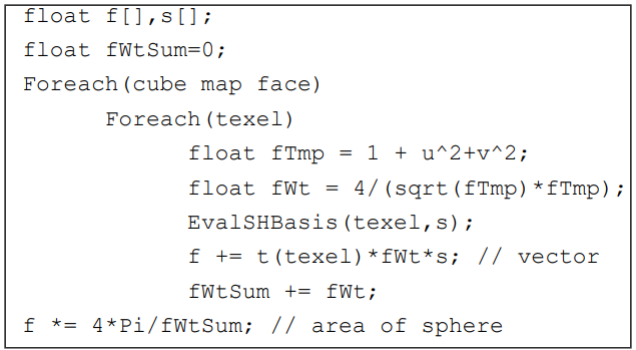 float f[],s[];
float fWtSum=0;
Foreach(cube map face)
Foreach(texel)
float fTmp = 1 + u^2+v^2;
float fWt = 4/(sqrt(fTmp)*fTmp);
EvalSHBasis(texel,s);
f += t(texel)*fWt*s; // vector
fWtSum += fWt;
f *= 4*Pi/fWtSum; // area of sphere